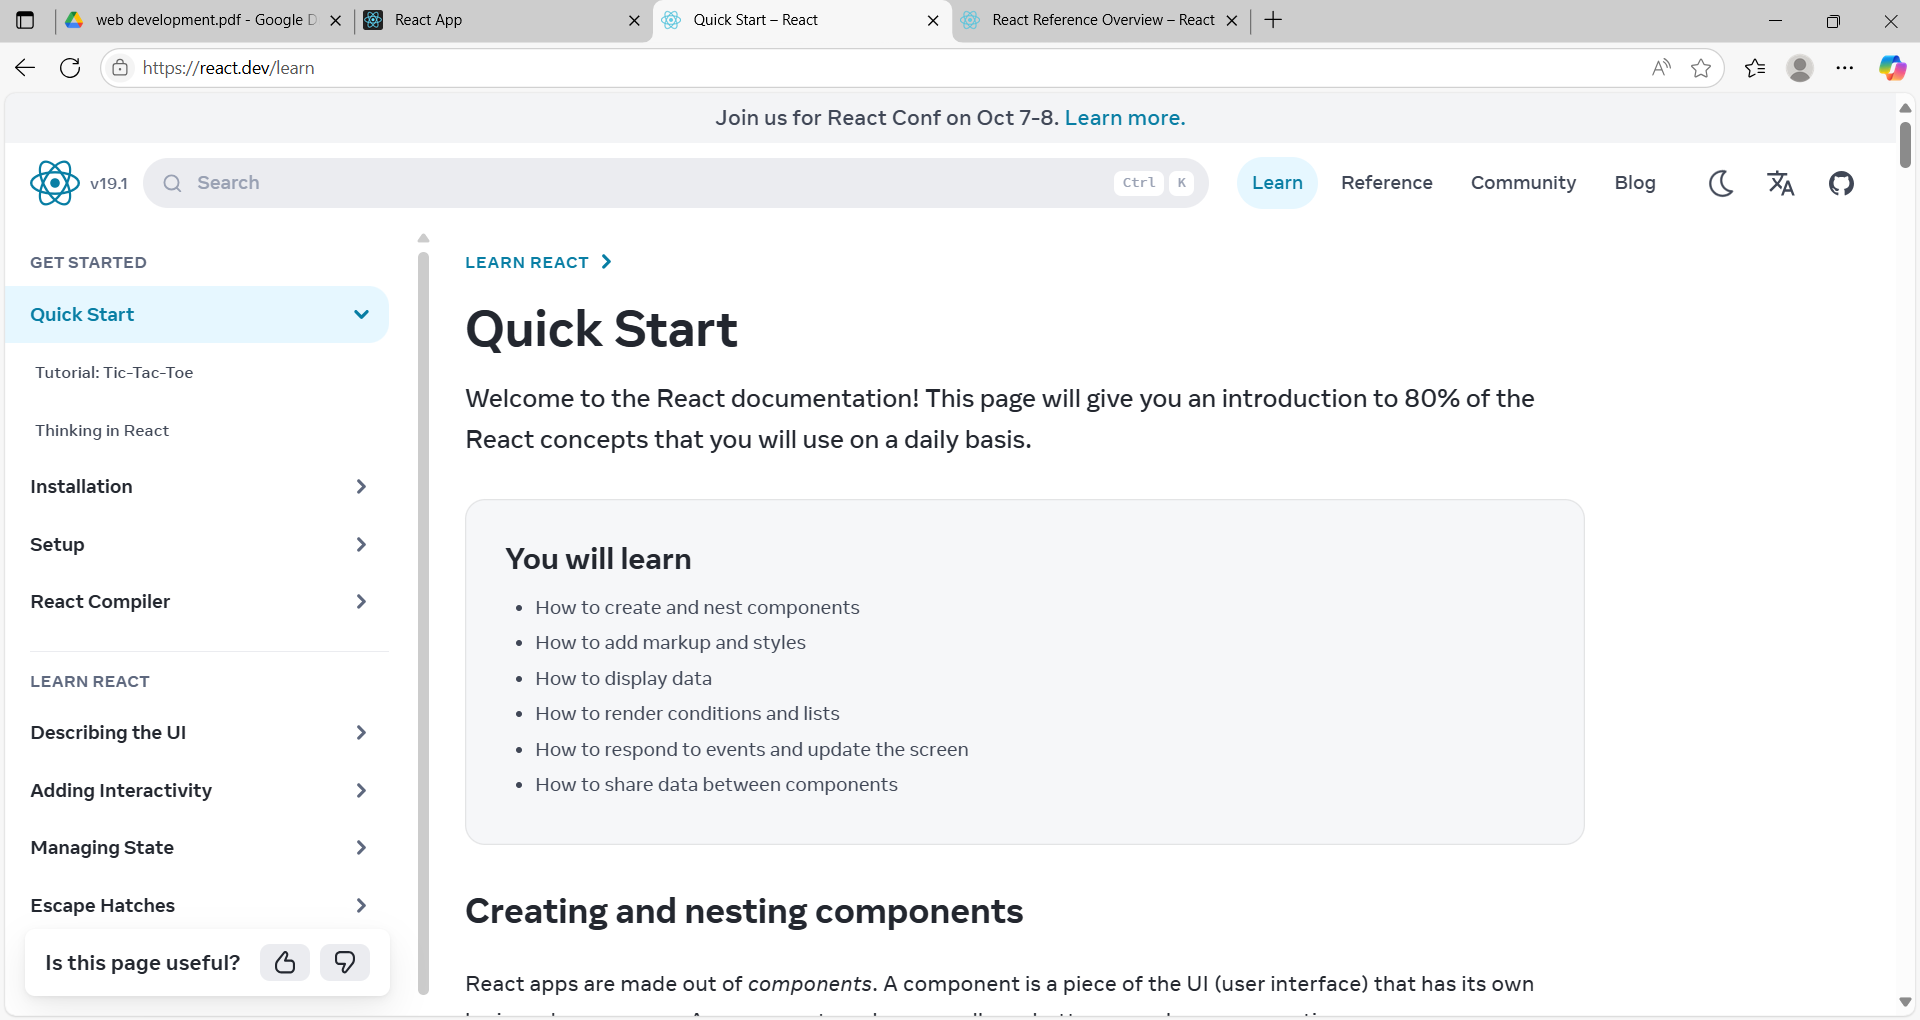 web development.pdf - Google D
React App
Quick Start – React
React Reference Overview – React
https://react.dev/learn
Join us for React Conf on Oct 7-8. Learn more.
v19.1
Search
Ctrl K
Learn
Reference
Community
Blog
GET STARTED
Quick Start
Tutorial: Tic-Tac-Toe
Thinking in React
Installation
Setup
React Compiler
LEARN REACT
Describing the UI
Adding Interactivity
Managing State
Escape Hatches
Is this page useful?
LEARN REACT
Quick Start
Welcome to the React documentation! This page will give you an introduction to 80% of the
React concepts that you will use on a daily basis.
You will learn
• How to create and nest components
• How to add markup and styles
• How to display data
• How to render conditions and lists
• How to respond to events and update the screen
• How to share data between components
Creating and nesting components
React apps are made out of components. A component is a piece of the UI (user interface) that has its own